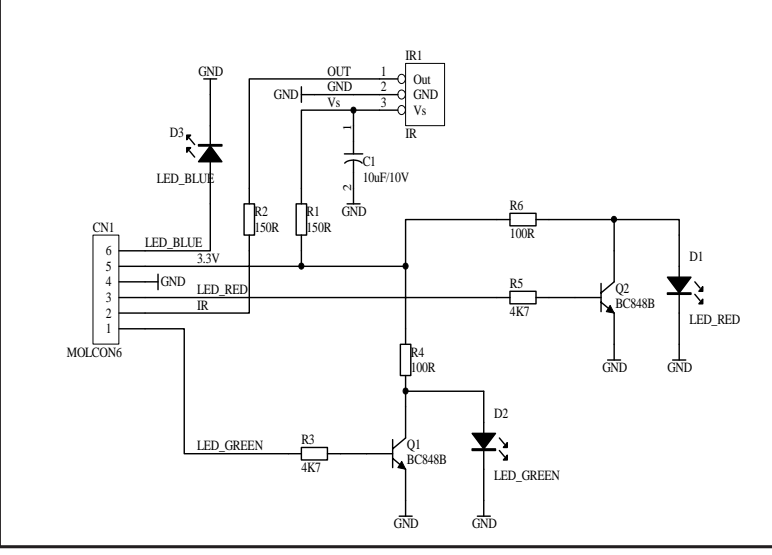 IR1
GND
OUT
1
Out
GND
GND
2
GND
Vs
3
Vs
IR
1
D3
C1
10uF/10V
LED_BLUE
2
GND
R2
150R
R1
150R
R6
100R
CN1
6
LED_BLUE
5
3.3V
4
GND
3
LED_RED
2
IR
1
MOLCON6
D1
R5
4K7
Q2
BC848B
LED_RED
GND
GND
R4
100R
D2
LED_GREEN
R3
4K7
Q1
BC848B
LED_GREEN
GND
GND